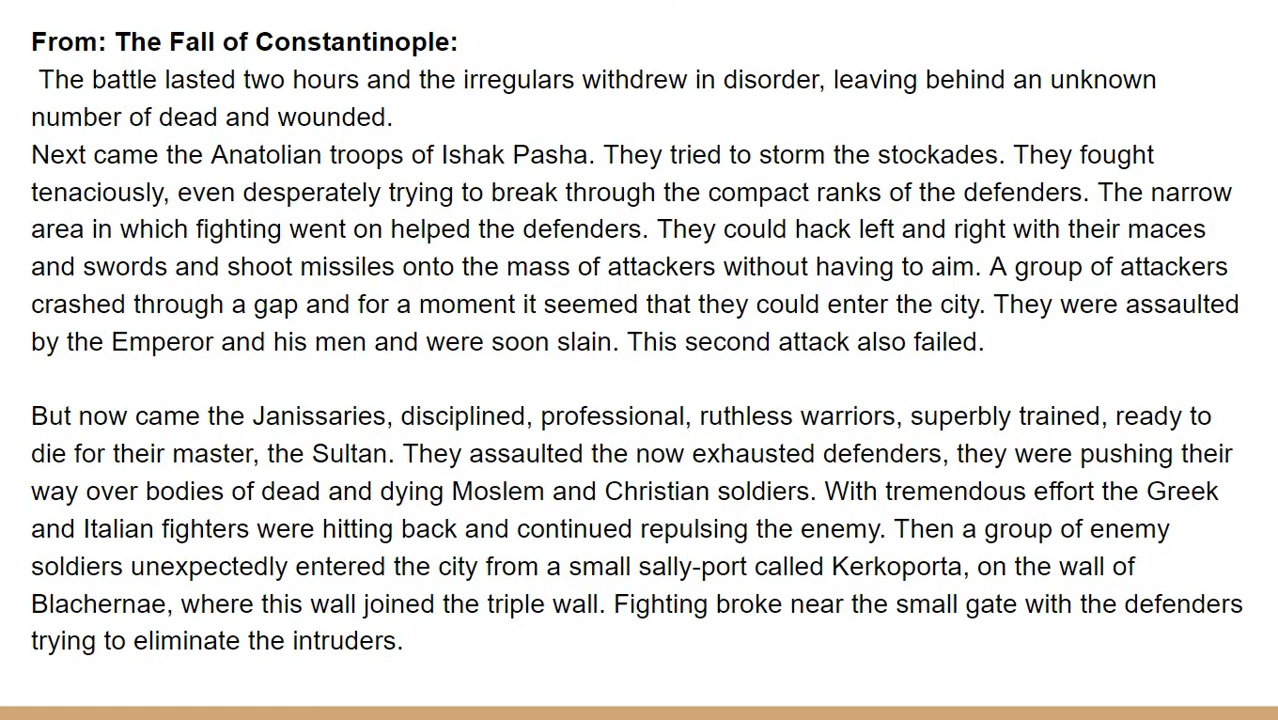 From: The Fall of Constantinople:
The battle lasted two hours and the irregulars withdrew in disorder, leaving behind an unknown
number of dead and wounded.
Next came the Anatolian troops of Ishak Pasha. They tried to storm the stockades. They fought
tenaciously, even desperately trying to break through the compact ranks of the defenders. The narrow
area in which fighting went on helped the defenders. They could hack left and right with their maces
and swords and shoot missiles onto the mass of attackers without having to aim. A group of attackers
crashed through a gap and for a moment it seemed that they could enter the city. They were assaulted
by the Emperor and his men and were soon slain. This second attack also failed.
But now came the Janissaries, disciplined, professional, ruthless warriors, superbly trained, ready to
die for their master, the Sultan. They assaulted the now exhausted defenders, they were pushing their
way over bodies of dead and dying Moslem and Christian soldiers. With tremendous effort the Greek
and Italian fighters were hitting back and continued repulsing the enemy. Then a group of enemy
soldiers unexpectedly entered the city from a small sally-port called Kerkoporta, on the wall of
Blachernae, where this wall joined the triple wall. Fighting broke near the small gate with the defenders
trying to eliminate the intruders.